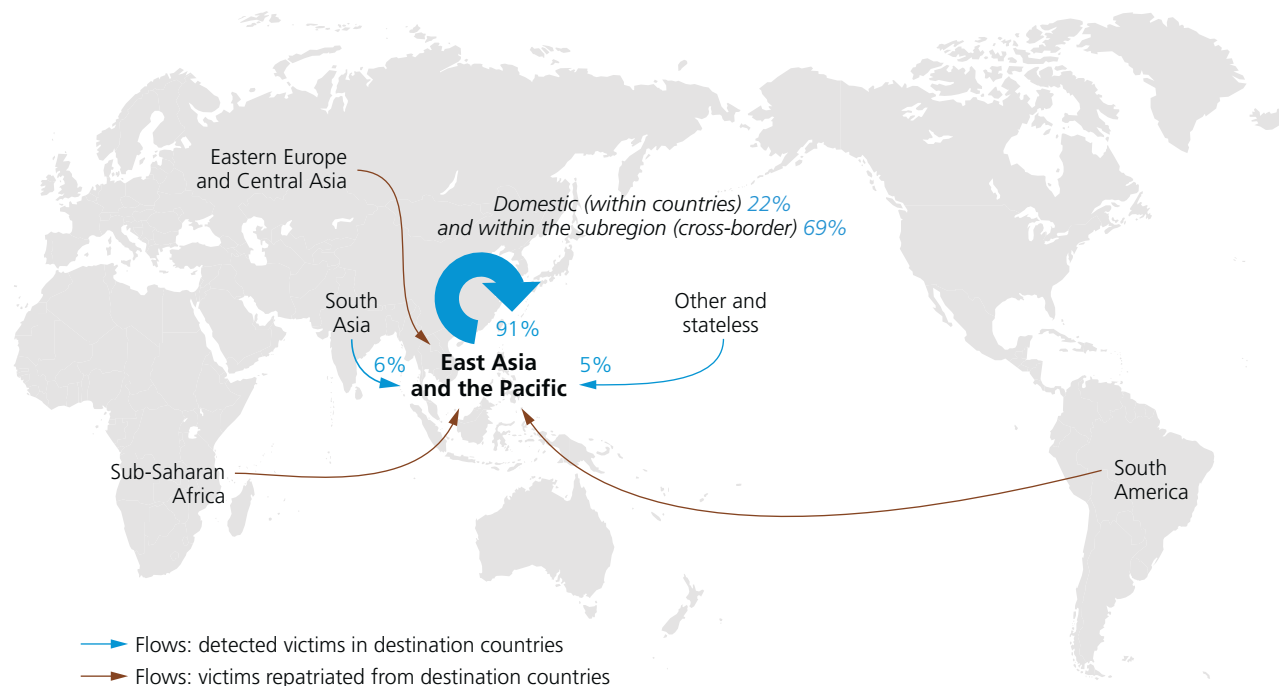 Eastern Europe
and Central Asia
Domestic (within countries) 22%
and within the subregion (cross-border) 69%
South
Asia
Other and
stateless
91%
6%
East Asia
and the Pacific
5%
Sub-Saharan
Africa
South
America
Flows: detected victims in destination countries
Flows: victims repatriated from destination countries